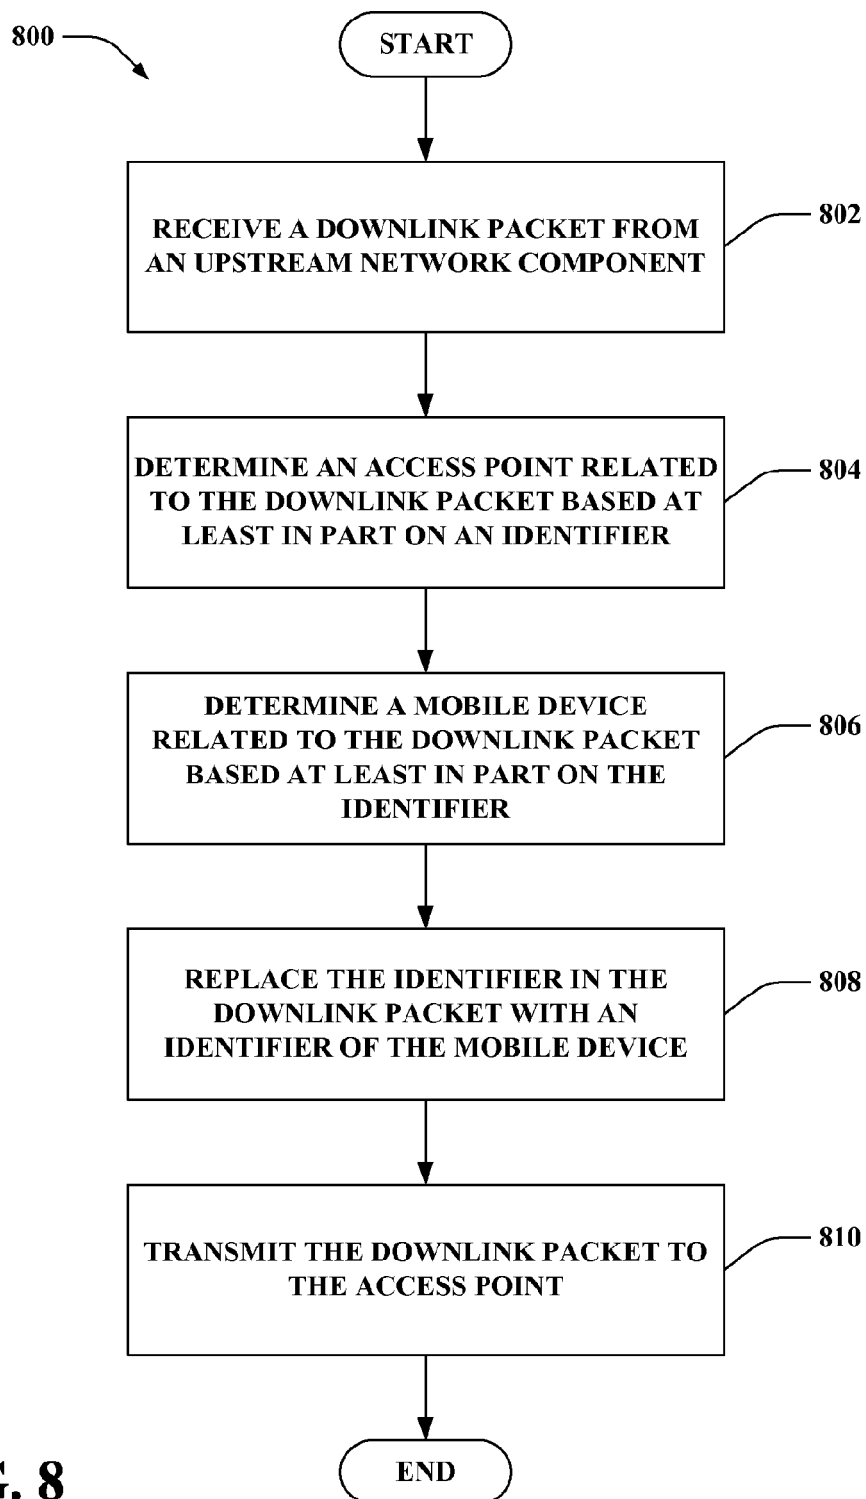 800
START
RECEIVE A DOWNLINK PACKET FROM
AN UPSTREAM NETWORK COMPONENT
802
DETERMINE AN ACCESS POINT RELATED
TO THE DOWNLINK PACKET BASED AT
LEAST IN PART ON AN IDENTIFIER
804
DETERMINE A MOBILE DEVICE
RELATED TO THE DOWNLINK PACKET
BASED AT LEAST IN PART ON THE
IDENTIFIER
806
REPLACE THE IDENTIFIER IN THE
DOWNLINK PACKET WITH AN
IDENTIFIER OF THE MOBILE DEVICE
808
TRANSMIT THE DOWNLINK PACKET TO
THE ACCESS POINT
810
END
G. 8